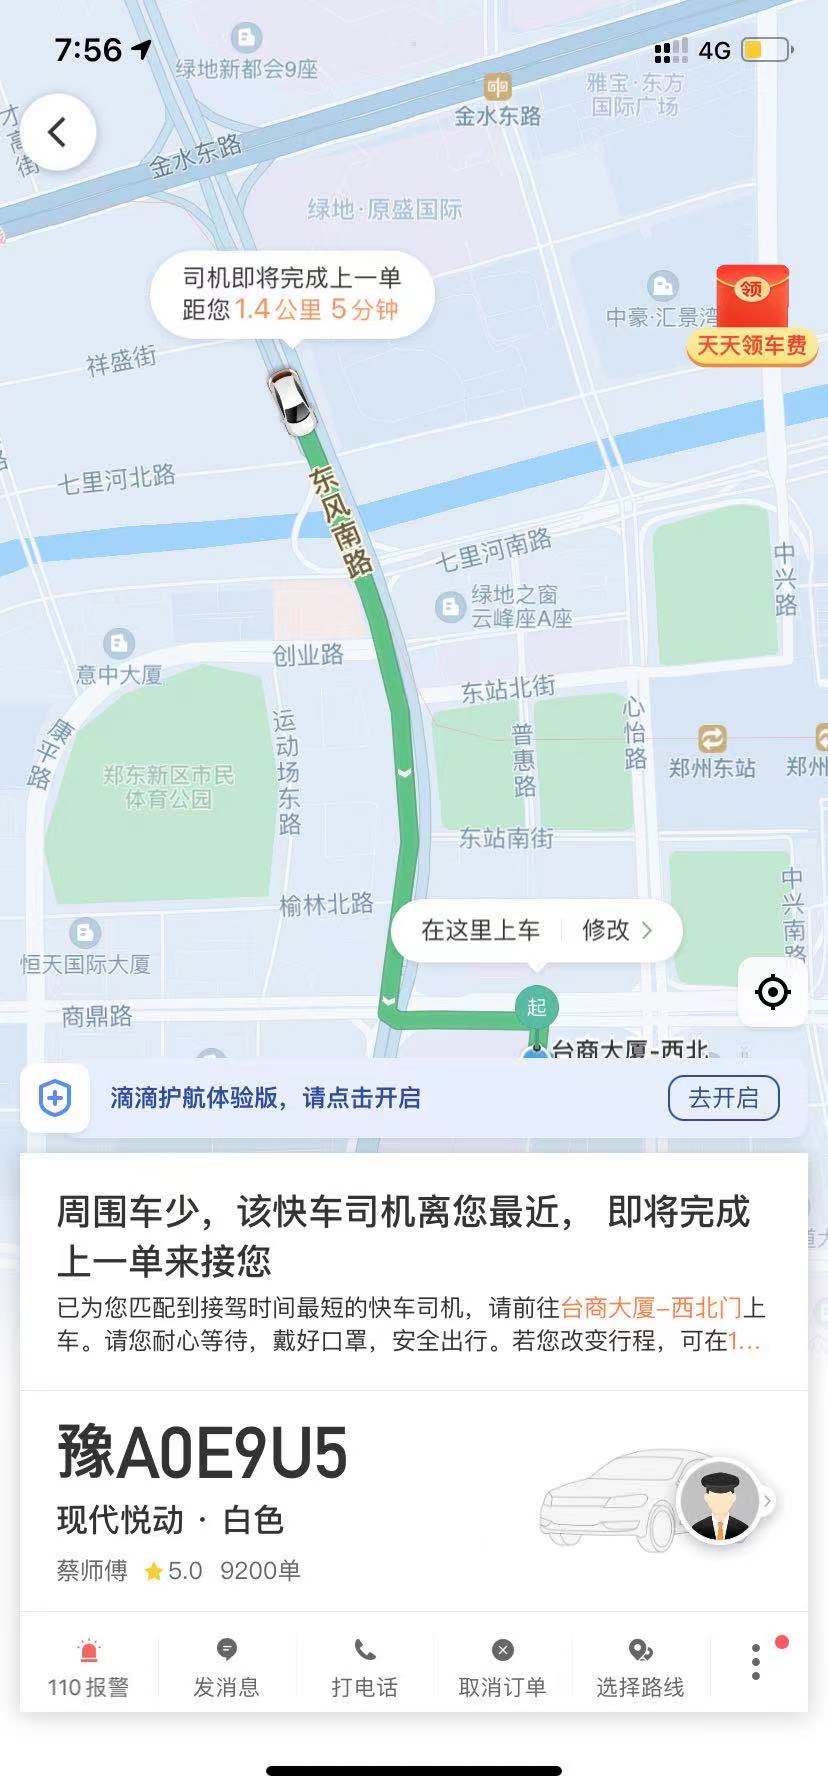 7:56
4G
绿地新都会9座
雅宝·东方
国际广场
金水东路
金水东路
绿地·原盛国际
司机即将完成上一单
距您1.4公里 5分钟
领
中豪·汇景湾
天天领车费
祥盛街
七里河北路
东风南路
七里河南路
中兴路
绿地之窗
云峰座A座
创业路
意中大厦
东站北街
康平路
运动场东路
普惠路
心怡路
郑州东站
郑州
郑东新区市民
体育公园
东站南街
榆林北路
中兴南路
在这里上车
修改
恒天国际大厦
商鼎路
起
台商大厦-西北
滴滴护航体验版，请点击开启
去开启
周围车少，该快车司机离您最近， 即将完成
上一单来接您
已为您匹配到接驾时间最短的快车司机，请前往台商大厦-西北门上
车。请您耐心等待，戴好口罩，安全出行。若您改变行程，可在1...
豫A0E9U5
现代悦动 · 白色
蔡师傅 5.0 9200单
110报警
发消息
打电话
取消订单
选择路线